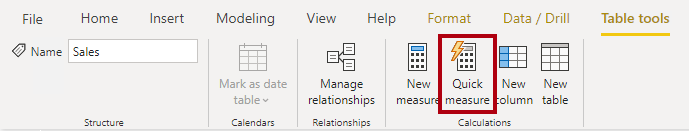 File Home Insert Modeling View Help Format Data / Drill Table tools
Name Sales
Mark as date
table
Manage
relationships
New
measure
Quick
measure
New
column
New
table
Structure Calendars Relationships Calculations